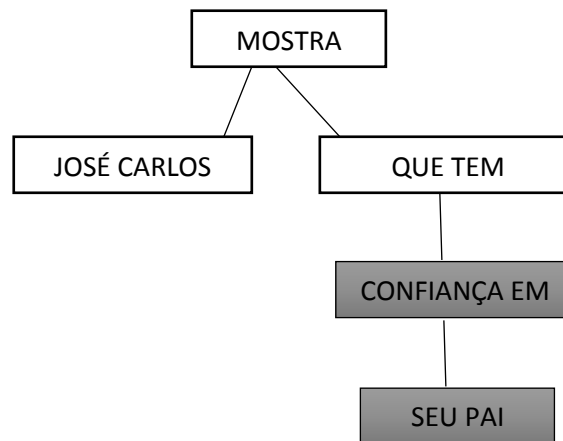 MOSTRA
JOSÉ CARLOS
QUE TEM
CONFIANÇA EM
SEU PAI